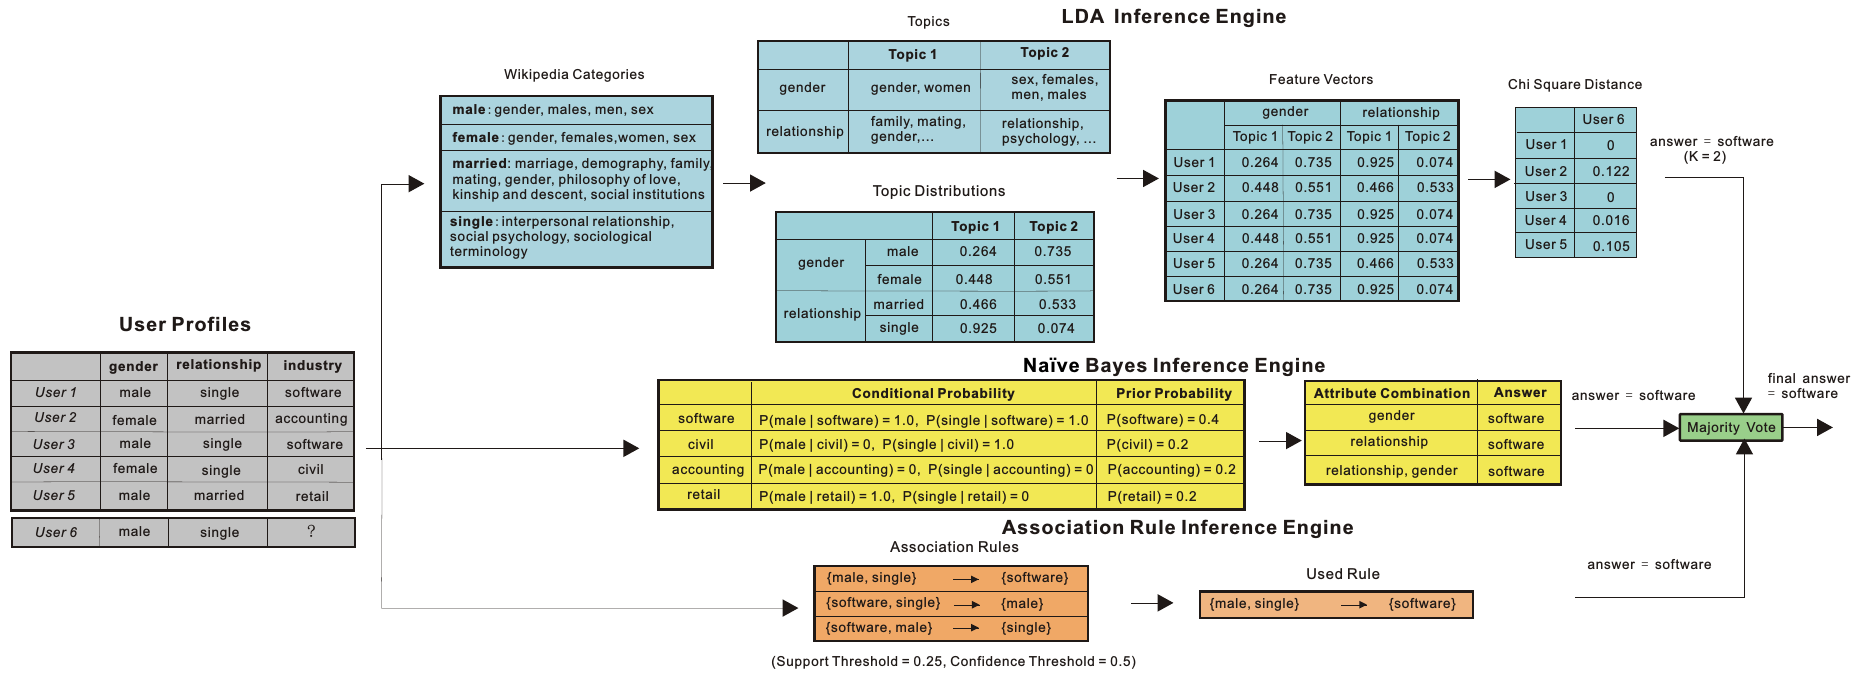 LDA Inference Engine
Topics
Topic 1 Topic 2
gender gender, women sex, females,
men, males
relationship family, mating,
gender,... relationship,
psychology, ...
Wikipedia Categories
male: gender, males, men, sex
female: gender, females,women, sex
married: marriage, demography, family,
mating, gender, philosophy of love,
kinship and descent, social institutions
single: interpersonal relationship,
social psychology, sociological
terminology
Topic Distributions
Topic 1 Topic 2
gender male 0.264 0.735
female 0.448 0.551
relationship married 0.466 0.533
single 0.925 0.074
Feature Vectors
gender relationship
Topic 1 Topic 2 Topic 1 Topic 2
User 1 0.264 0.735 0.925 0.074
User 2 0.448 0.551 0.466 0.533
User 3 0.264 0.735 0.925 0.074
User 4 0.448 0.551 0.925 0.074
User 5 0.264 0.735 0.466 0.533
User 6 0.264 0.735 0.925 0.074
Chi Square Distance
User 6
User 1 0
User 2 0.122
User 3 0
User 4 0.016
User 5 0.105
answer = software
(K = 2)
User Profiles
gender relationship industry
User 1 male single software
User 2 female married accounting
User 3 male single software
User 4 female single civil
User 5 male married retail
User 6 male single ?
Naïve Bayes Inference Engine
Conditional Probability Prior Probability
software P(male | software) = 1.0, P(single | software) = 1.0 P(software) = 0.4
civil P(male | civil) = 0, P(single | civil) = 1.0 P(civil) = 0.2
accounting P(male | accounting) = 0, P(single | accounting) = 0 P(accounting) = 0.2
retail P(male | retail) = 1.0, P(single | retail) = 0 P(retail) = 0.2
Attribute Combination Answer
gender software
relationship software
relationship, gender software
answer = software
Majority Vote
final answer
= software
Association Rule Inference Engine
Association Rules
{male, single} {software}
{software, single} {male}
{software, male} {single}
(Support Threshold = 0.25, Confidence Threshold = 0.5)
Used Rule
{male, single} {software}
answer = software